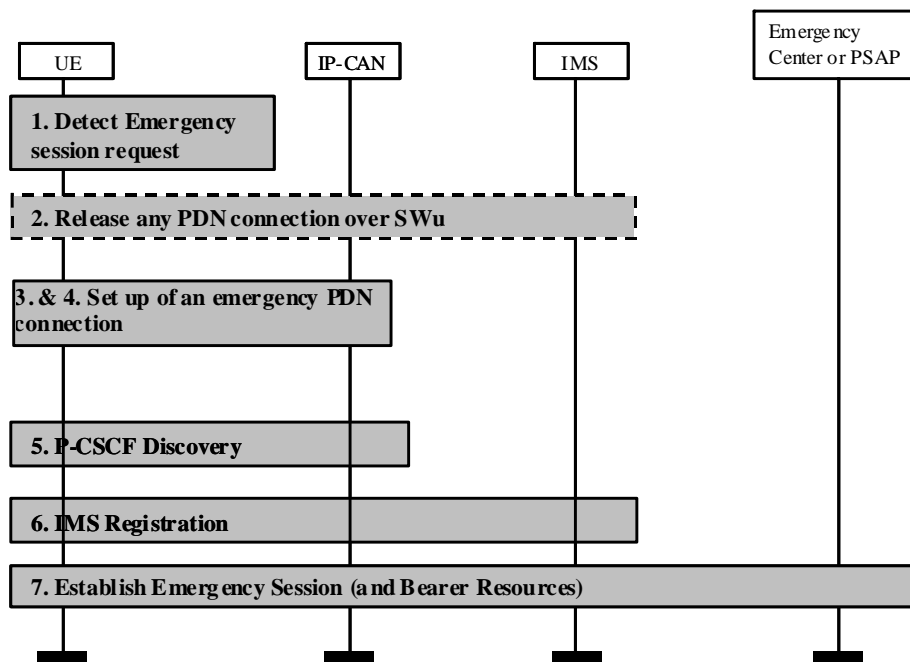 Emergency
Center or PSAP
UE
IP-CAN
IMS
1. Detect Emergency
session request
2. Release any PDN connection over SWu
3. & 4. Set up of an emergency PDN
connection
5. P-CSCF Discovery
6. IMS Registration
7. Establish Emergency Session (and Bearer Resources)